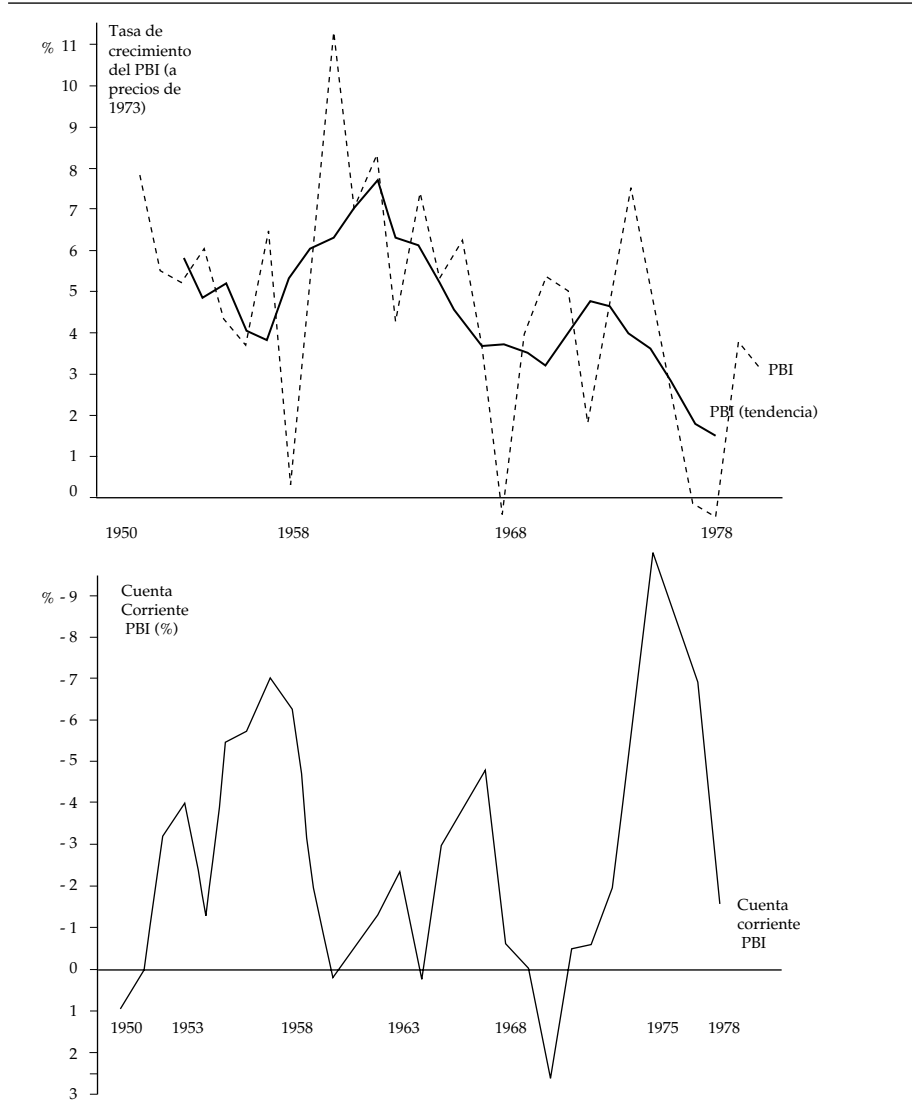 Tasa de
crecimiento
del PBI (a
precios de
1973)
% 11
10
9
8
7
6
5
4
3
2
1
0
PBI
PBI (tendencia)
1950 1958 1968 1978
Cuenta
Corriente
PBI (%)
% - 9
- 8
- 7
- 6
- 5
- 4
- 3
- 2
- 1
0
1
2
3
Cuenta
corriente
PBI
1950 1953 1958 1963 1968 1975 1978